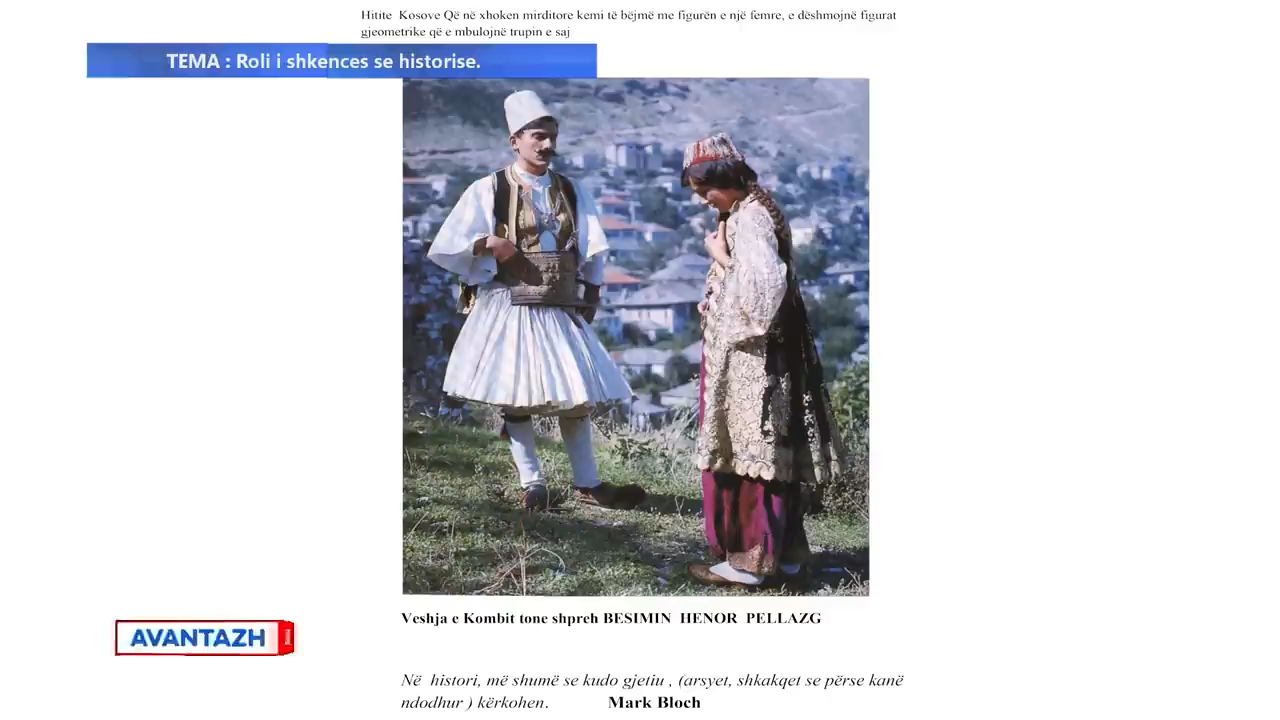 Hitite Kosove Që në xhoken mirditore kemi të bëjmë me figurën e një femre, e dëshmojnë figurat
gjeometrike që e mbulojnë trupin e saj
TEMA : Roli i shkences se historise.
Veshja e Kombit tone shpreh BESIMIN HENOR PELLAZG
AVANTAZH
Në histori, më shumë se kudo gjetiu , (arsyet, shkakqet se përse kanë
ndodhur ) kërkohen. Mark Bloch